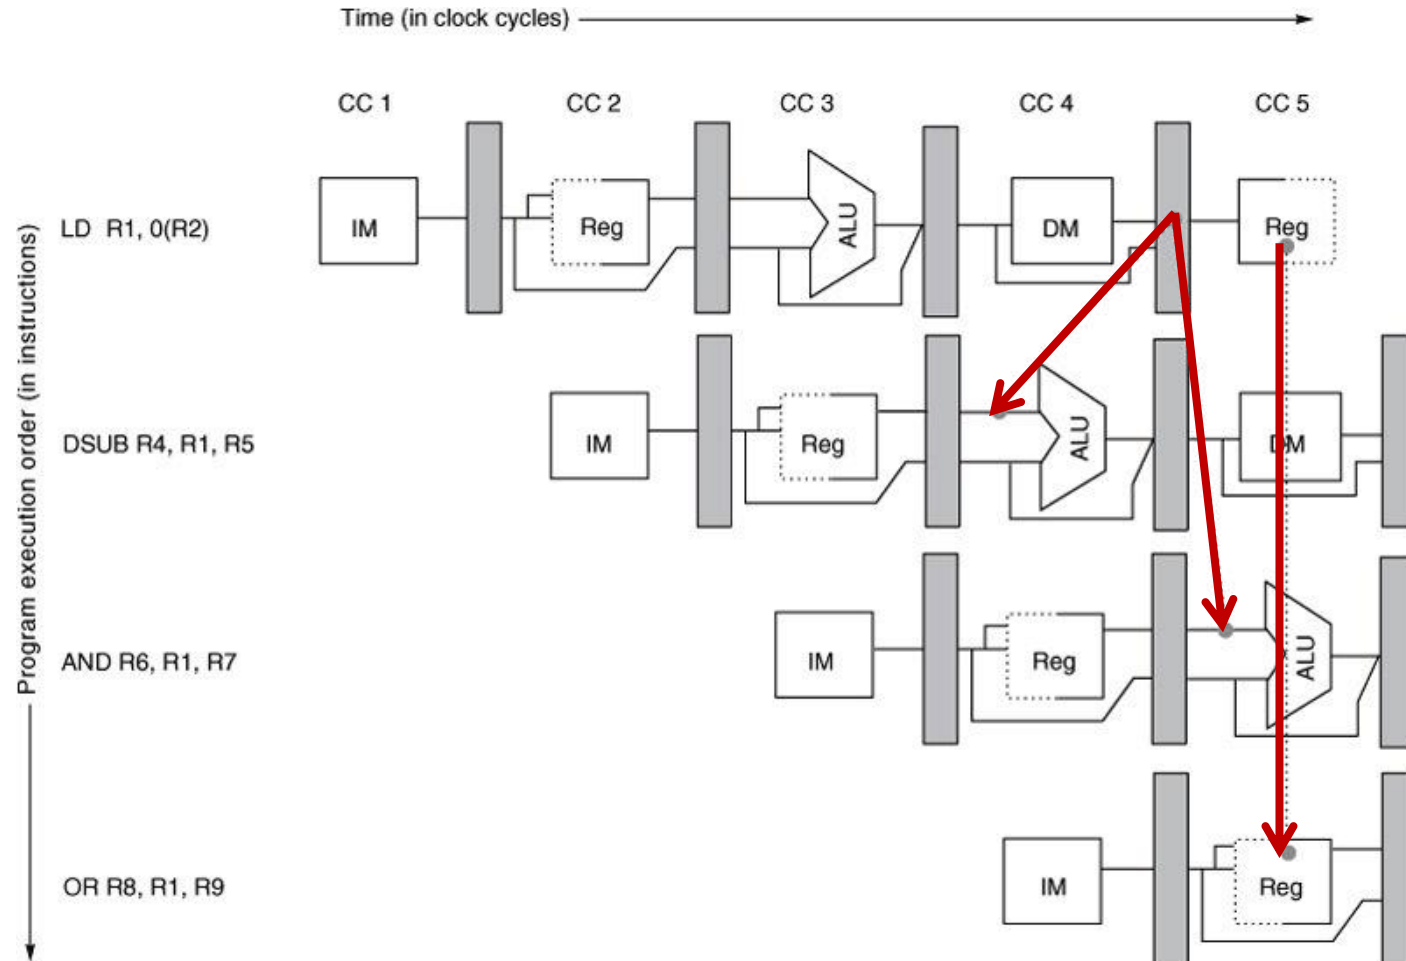 Time (in clock cycles)
CC 1 CC 2 CC 3 CC 4 CC 5
Program execution order (in instructions)
LD R1, 0(R2) IM Reg ALU DM Reg
DSUB R4, R1, R5 IM Reg ALU DM
AND R6, R1, R7 IM Reg ALU
OR R8, R1, R9 IM Reg